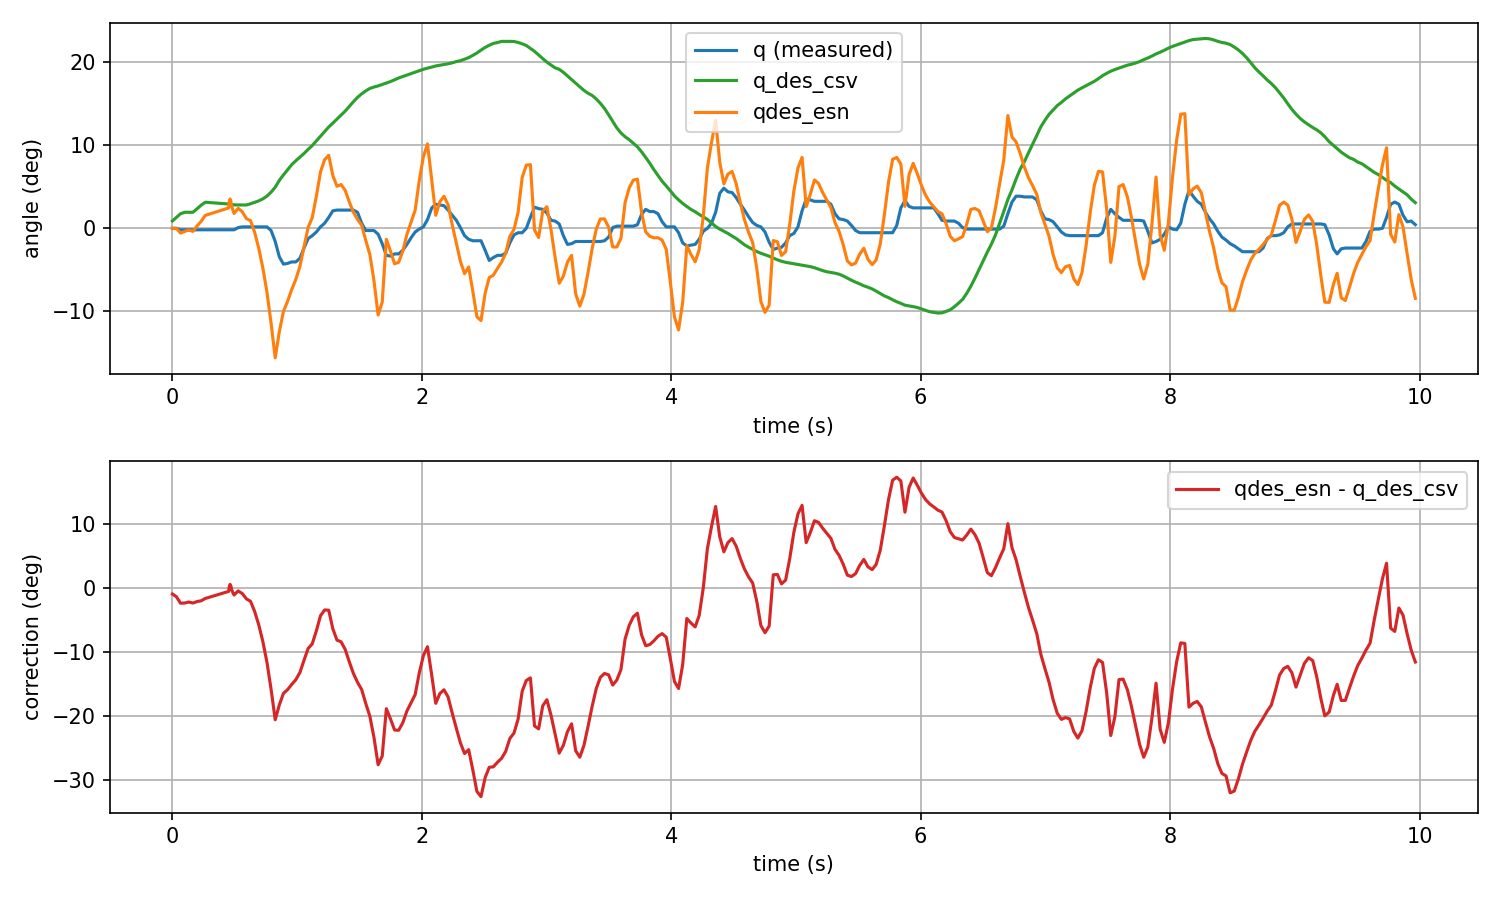 20
10
0
−10
angle (deg)
q (measured)
q_des_csv
qdes_esn
0 2 4 6 8 10
time (s)
10
0
−10
−20
−30
correction (deg)
qdes_esn - q_des_csv
0 2 4 6 8 10
time (s)